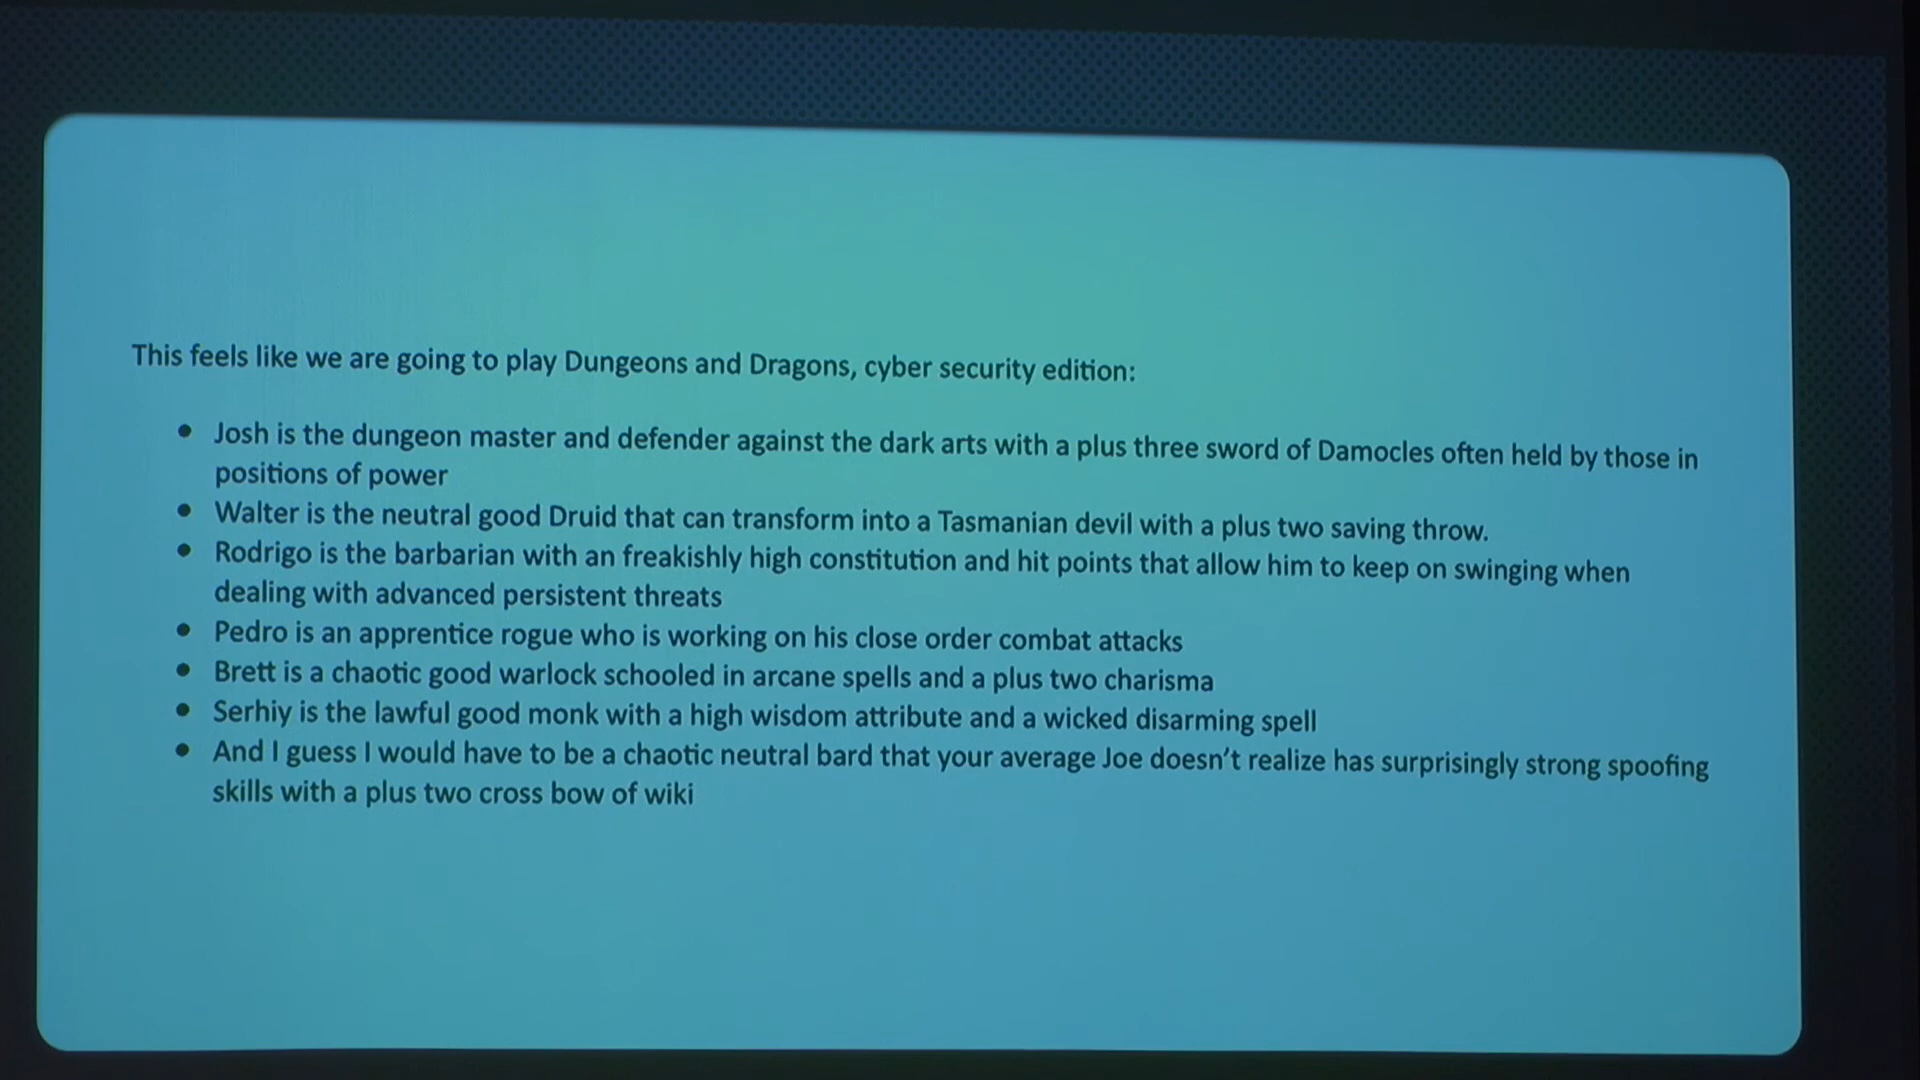 This feels like we are going to play Dungeons and Dragons, cyber security edition:
● Josh is the dungeon master and defender against the dark arts with a plus three sword of Damocles often held by those in
positions of power
● Walter is the neutral good Druid that can transform into a Tasmanian devil with a plus two saving throw.
● Rodrigo is the barbarian with an freakishly high constitution and hit points that allow him to keep on swinging when
dealing with advanced persistent threats
● Pedro is an apprentice rogue who is working on his close order combat attacks
● Brett is a chaotic good warlock schooled in arcane spells and a plus two charisma
● Serhiy is the lawful good monk with a high wisdom attribute and a wicked disarming spell
● And I guess I would have to be a chaotic neutral bard that your average Joe doesn't realize has surprisingly strong spoofing
skills with a plus two cross bow of wiki